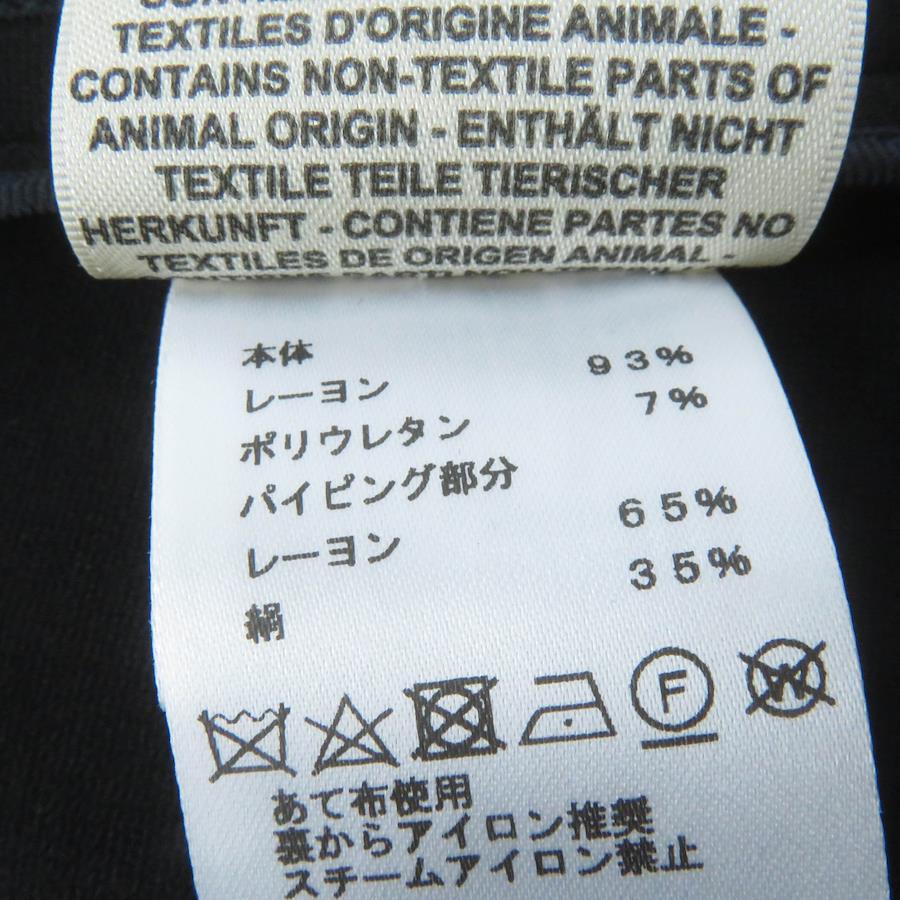 TEXTILES D'ORIGINE ANIMALE -
CONTAINS NON-TEXTILE PARTS OF
ANIMAL ORIGIN - ENTHÄLT NICHT
TEXTILE TEILE TIERISCHER
HERKUNFT - CONTIENE PARTES NO
TEXTILES DE ORIGEN ANIMAL -
本体
レーヨン 93%
ポリウレタン 7%
パイピング部分
レーヨン 65%
絹 35%
F W
あて布使用
裏からアイロン推奨
スチームアイロン禁止